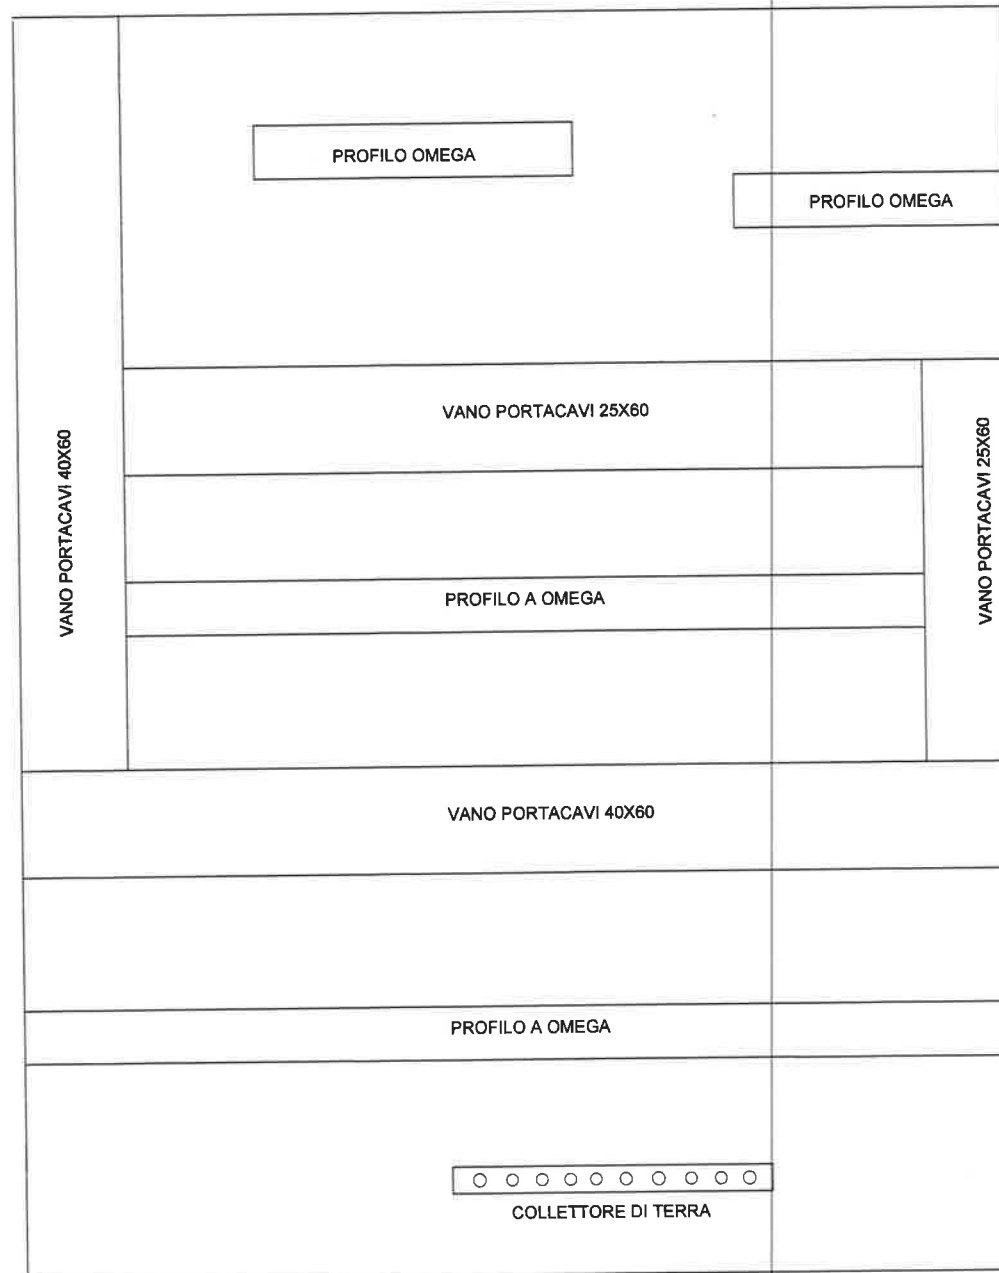 PROFILO OMEGA
PROFILO OMEGA
VANO PORTACAVI 25X60
VANO PORTACAVI 40X60
VANO PORTACAVI 25X60
PROFILO A OMEGA
VANO PORTACAVI 40X60
PROFILO A OMEGA
COLLETTORE DI TERRA